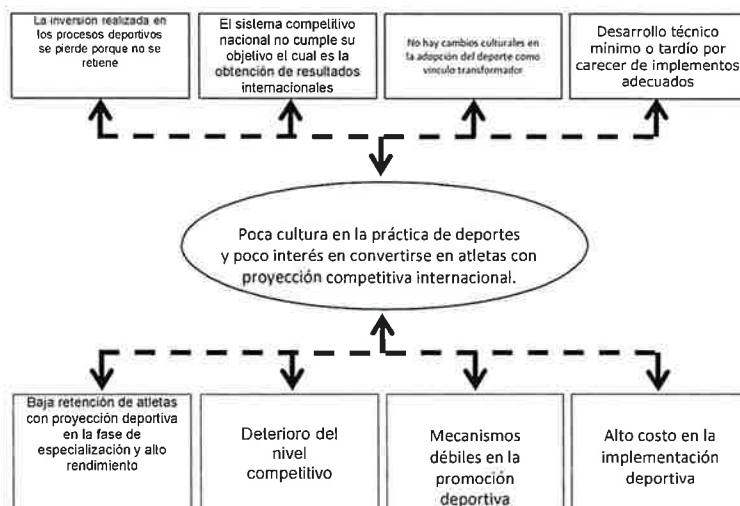 La inversión realizada en
los procesos deportivos
se pierde porque no se
retiene
El sistema competitivo
nacional no cumple su
objetivo el cual es la
obtención de resultados
internacionales
No hay cambios culturales en
la adopción del deporte como
vinculo transformador
Desarrollo técnico
mínimo o tardío por
carecer de implementos
adecuados
Poca cultura en la práctica de deportes
y poco interés en convertirse en atletas con
proyección competitiva internacional.
Baja retención de atletas
con proyección deportiva
en la fase de
especialización y alto
rendimiento
Deterioro del
nivel
competitivo
Mecanismos
débiles en la
promoción
deportiva
Alto costo en la
implementación
deportiva